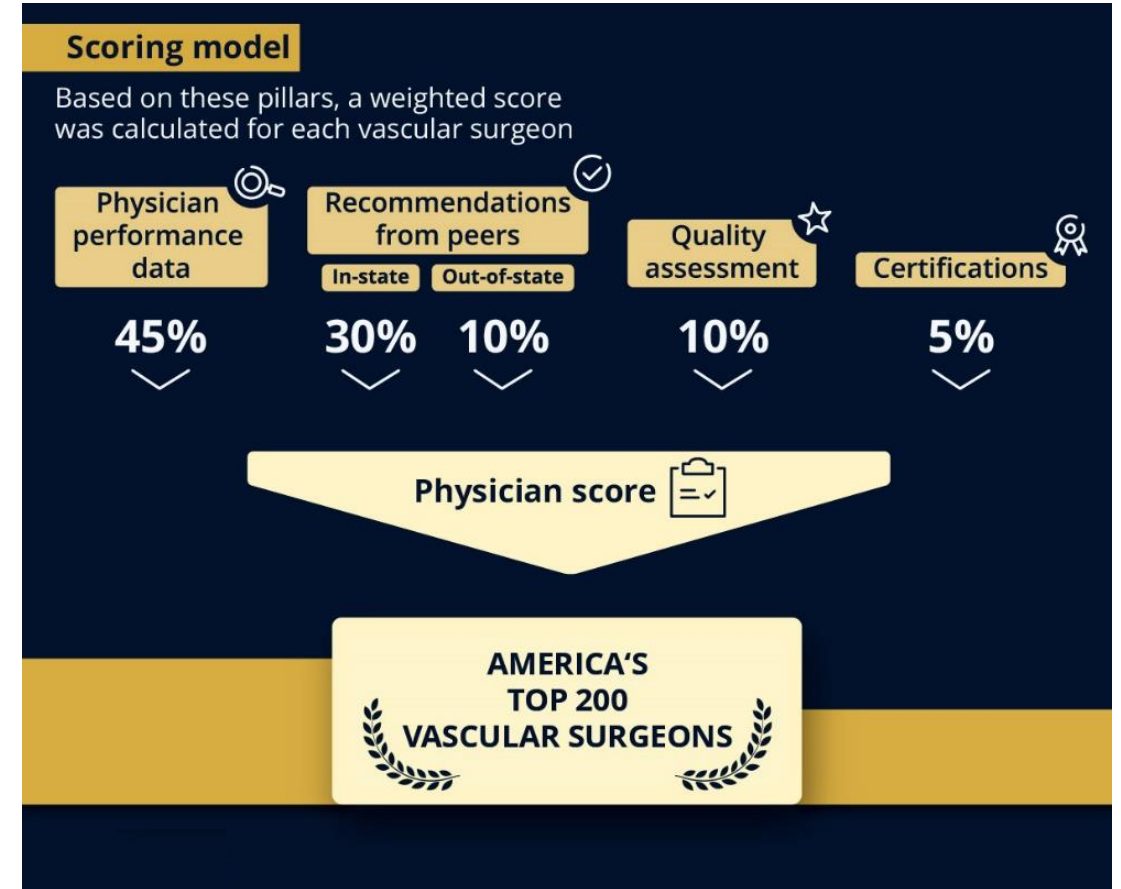 Scoring model
Based on these pillars, a weighted score
was calculated for each vascular surgeon
Physician
performance
data
45%
Recommendations
from peers
In-state
Out-of-state
30%
10%
Quality
assessment
10%
Certifications
5%
Physician score
AMERICA‘S
TOP 200
VASCULAR SURGEONS